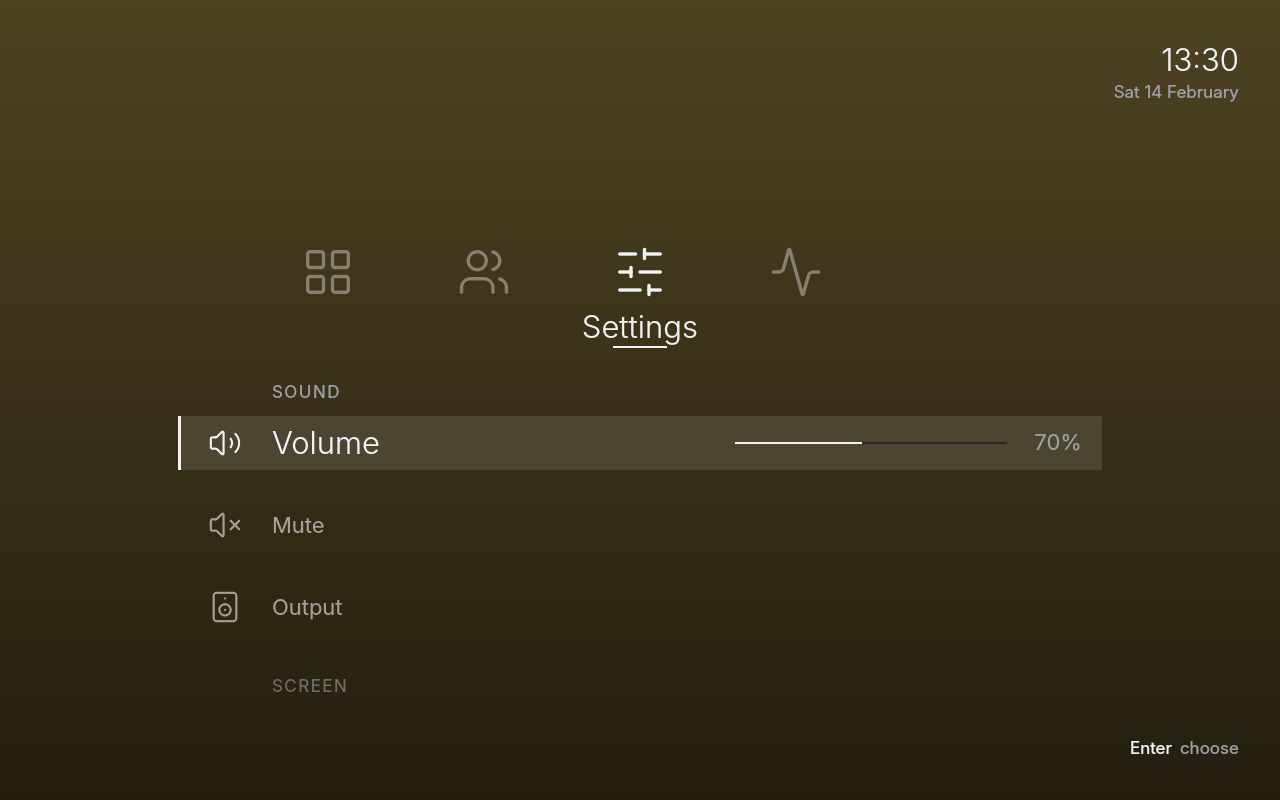 13:30
Sat 14 February
Settings
SOUND
Volume 70%
Mute
Output
SCREEN
Enter choose